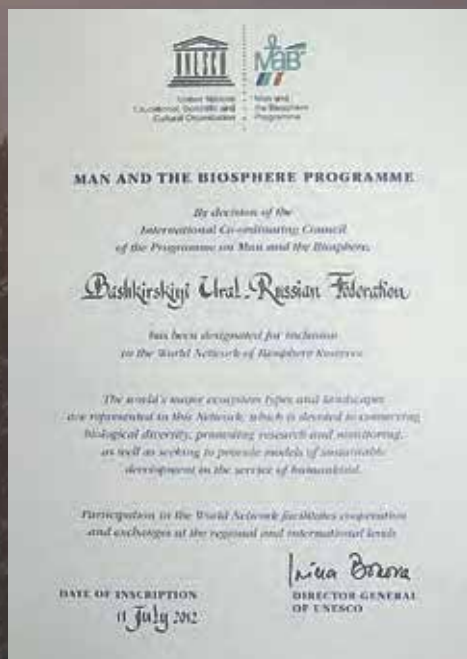 UNESCO
MaB
United Nations
Educational, Scientific and
Cultural Organization
Man and
the Biosphere
Programme
MAN AND THE BIOSPHERE PROGRAMME
By decision of the
International Co-ordinating Council
of the Programme on Man and the Biosphere,
Bashkirskiyi Ural - Russian Federation
has been designated for inclusion
in the World Network of Biosphere Reserves
The world's major ecosystem types and landscapes
are represented in this Network, which is devoted to conserving
biological diversity, promoting research and monitoring,
as well as seeking to provide models of sustainable
development in the service of humankind.
Participation in the World Network facilitates cooperation
and exchanges at the regional and international levels
Irina Bokova
DATE OF INSCRIPTION
11 July 2012
DIRECTOR-GENERAL
OF UNESCO